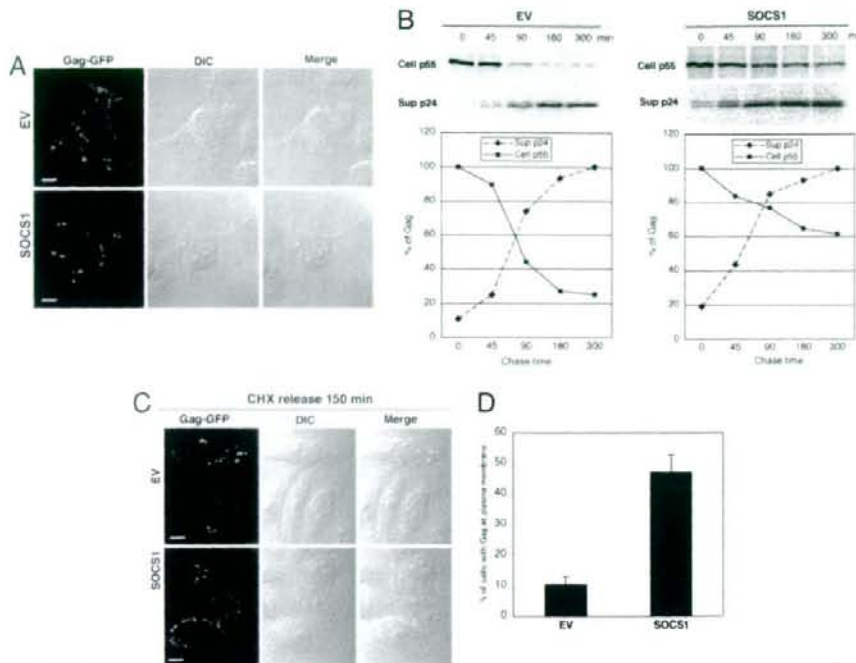 A
Gag-GFP DIC Merge
EV
SOCS1
B
EV
0 45 90 180 300 min
Cell p55
Sup p24
120
100
80
60
40
20
0
% of Gag
Sup p24
Cell p55
0 45 90 180 300
Chase time
SOCS1
0 45 90 180 300 min
Cell p55
Sup p24
120
100
80
60
40
20
0
% of Gag
Sup p24
Cell p55
0 45 90 180 300
Chase time
C
CHX release 150 min
Gag-GFP DIC Merge
EV
SOCS1
D
% of cells with Gag at plasma membrane
60
50
40
30
20
10
0
EV SOCS1